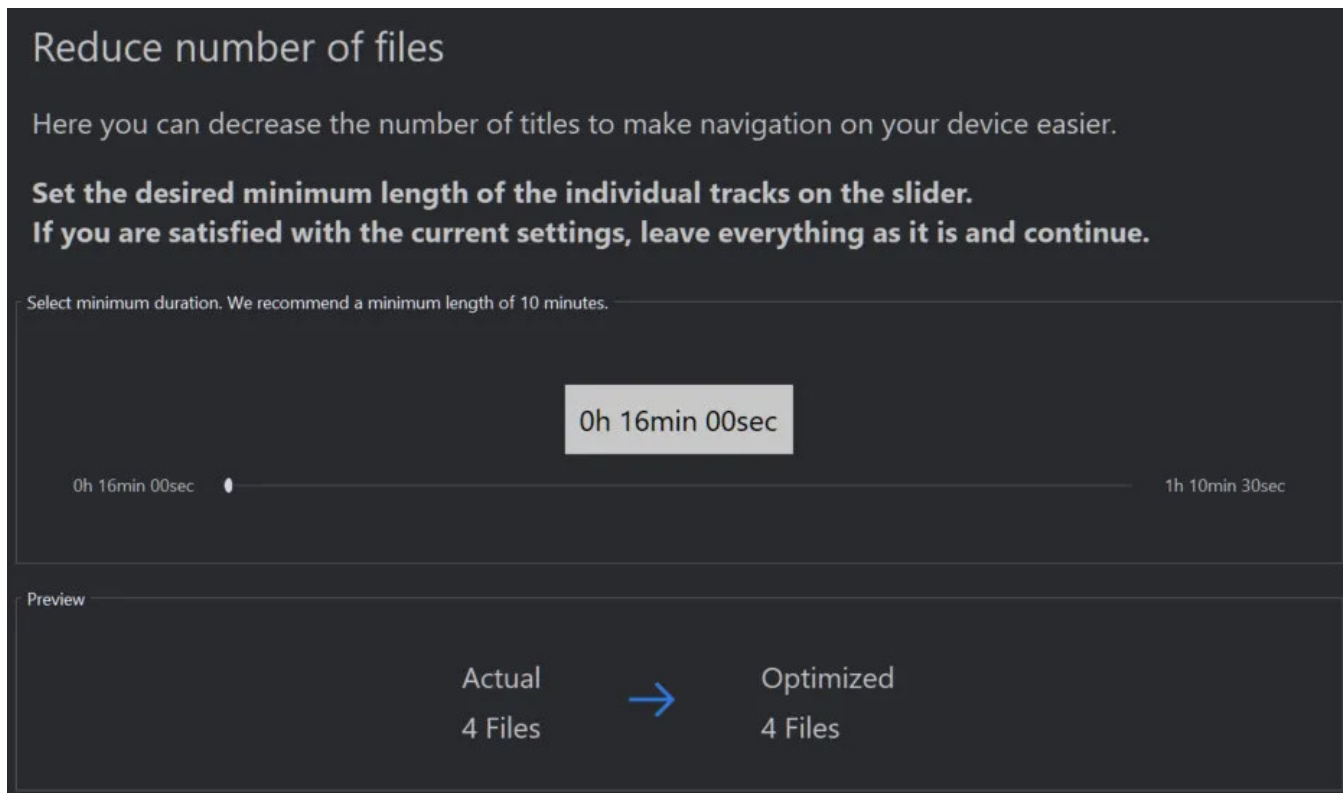 Reduce number of files
Here you can decrease the number of titles to make navigation on your device easier.
Set the desired minimum length of the individual tracks on the slider.
If you are satisfied with the current settings, leave everything as it is and continue.
Select minimum duration. We recommend a minimum length of 10 minutes.
0h 16min 00sec
0h 16min 00sec 1h 10min 30sec
Preview
Actual Optimized
4 Files 4 Files